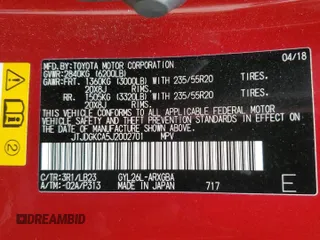 MFD.BY:TOYOTA MOTOR CORPORATION 04/18
GVWR:2840KG (6200LB)
GAWR:FRT. 1360KG (3000LB) WITH 235/55R20 TIRES,
20X8J RIMS,
RR. 1505KG (3320LB) WITH 235/55R20 TIRES,
20X8J RIMS,
THIS VEHICLE CONFORMS TO ALL APPLICABLE FEDERAL MOTOR
VEHICLE SAFETY STANDARDS IN EFFECT ON THE DATE OF
MANUFACTURE SHOWN ABOVE.
JTJDGKCA5J2002701 MPV
C/TR:3R1/LB23 GYL26L-ARXGBA
A/TM:-02A/P313 MADE IN JAPAN 717 E
2
© DREAMBID